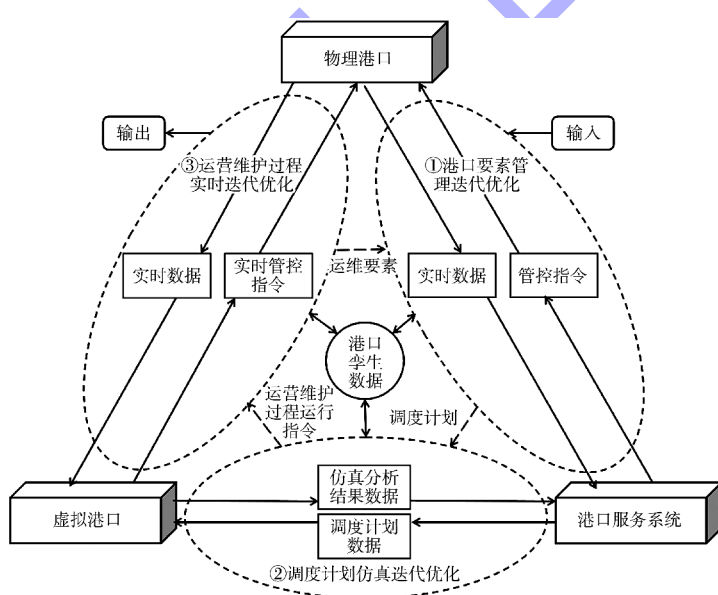 物理港口
输出
输入
③运营维护过程
实时迭代优化
①港口要素管
理迭代优化
实时数据
实时管控
指令
运维要素
实时数据
管控指令
港口
孪生
数据
运营维护
过程运行
指令
调度计划
仿真分析
结果数据
虚拟港口
港口服务系统
调度计划
数据
②调度计划仿真迭代优化